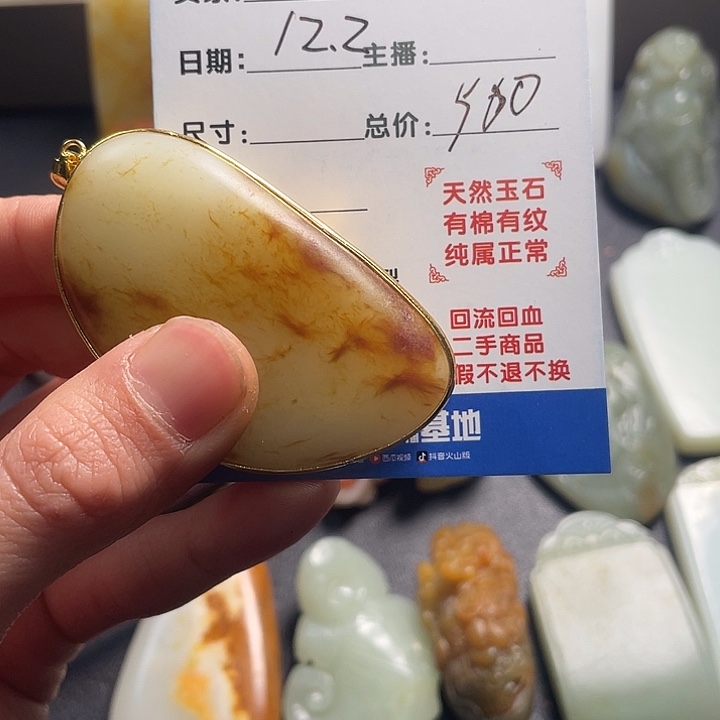 日期： 12.2 主播：
尺寸： 总价：
天然玉石
有棉有纹
纯属正常
回流回血
二手商品
假不退不换
基地
西瓜视频 抖音火山版